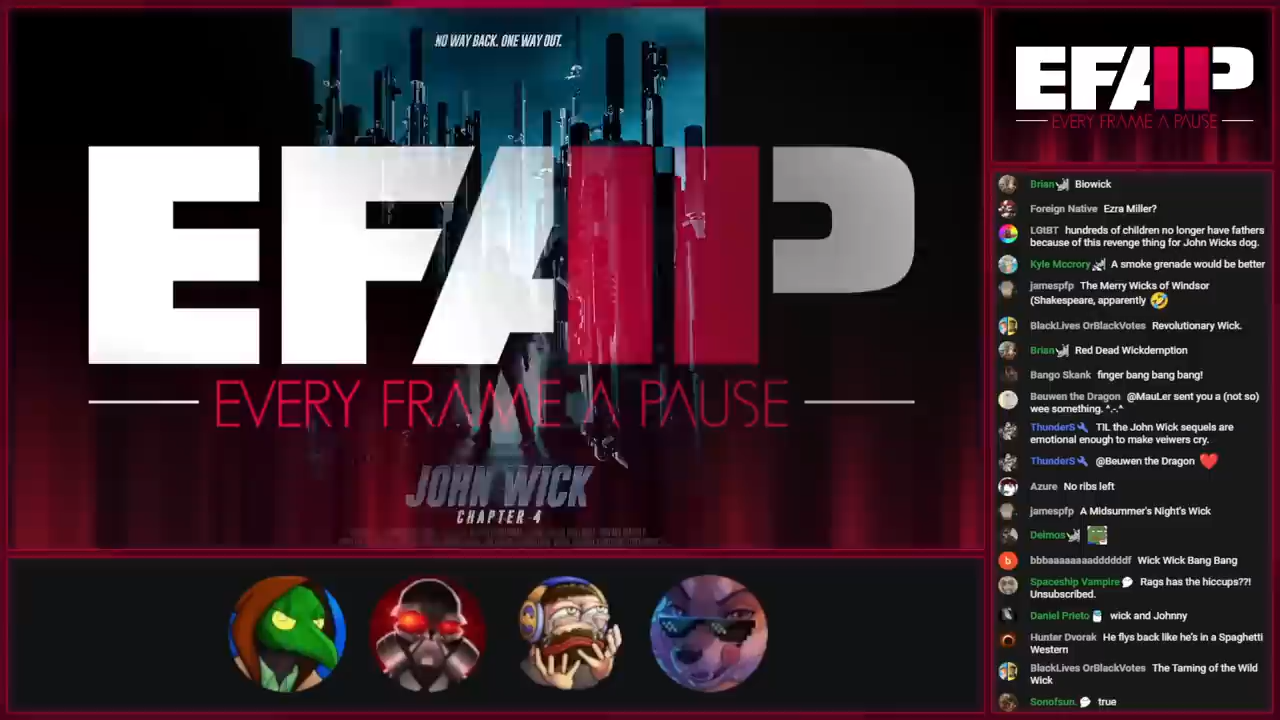 NO WAY BACK. ONE WAY OUT.
EFAP
EVERY FRAME A PAUSE
JOHN WICK
CHAPTER 4
EFAP
EVERY FRAME A PAUSE
Brian Biowick
Foreign Native Ezra Miller?
LGtBT hundreds of children no longer have fathers
because of this revenge thing for John Wicks dog.
Kyle Mccrory A smoke grenade would be better
jamespfp The Merry Wicks of Windsor
(Shakespeare, apparently 🤣
BlackLives OrBlackVotes Revolutionary Wick.
Brian Red Dead Wickdemption
Bango Skank finger bang bang bang!
Beuwen the Dragon @MauLer sent you a (not so)
wee something. ^.-.^
ThunderS TIL the John Wick sequels are
emotional enough to make veiwers cry.
ThunderS @Beuwen the Dragon ❤️
Azure No ribs left
jamespfp A Midsummer's Night's Wick
Deimos
b bbbaaaaaaaddddddf Wick Wick Bang Bang
Spaceship Vampire Rags has the hiccups??!
Unsubscribed.
Daniel Prieto wick and Johnny
Hunter Dvorak He flys back like he's in a Spaghetti
Western
BlackLives OrBlackVotes The Taming of the Wild
Wick
Sonofsun. true